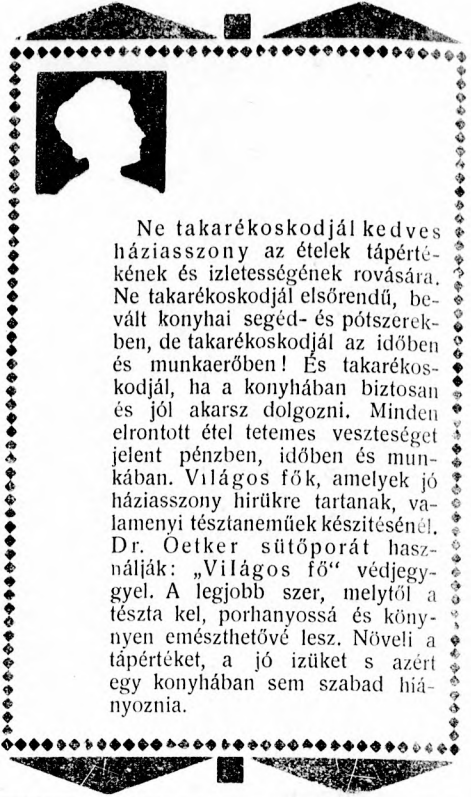 Ne takarékoskodjál kedves
háziasszony az ételek tápérté-
kének és izletességének rovására.
Ne takarékoskodjál elsőrendű, be-
vált konyhai segéd- és pótszerek-
ben, de takarékoskodjál az időben
és munkaerőben! És takarékos-
kodjál, ha a konyhában biztosan
és jól akarsz dolgozni. Minden
elrontott étel tetemes veszteséget
jelent pénzben, időben és mun-
kában. Világos fők, amelyek jó
háziasszony hirükre tartanak, va-
lamenyi tésztaneműek készitésénél.
Dr. Oetker sütőporát hasz-
nálják: „Világos fő“ védjegy-
gyel. A legjobb szer, melytől a
tészta kel, porhanyossá és köny-
nyen emészthetővé lesz. Növeli a
tápértéket, a jó izüket s azért
egy konyhában sem szabad hiá-
nyoznia.